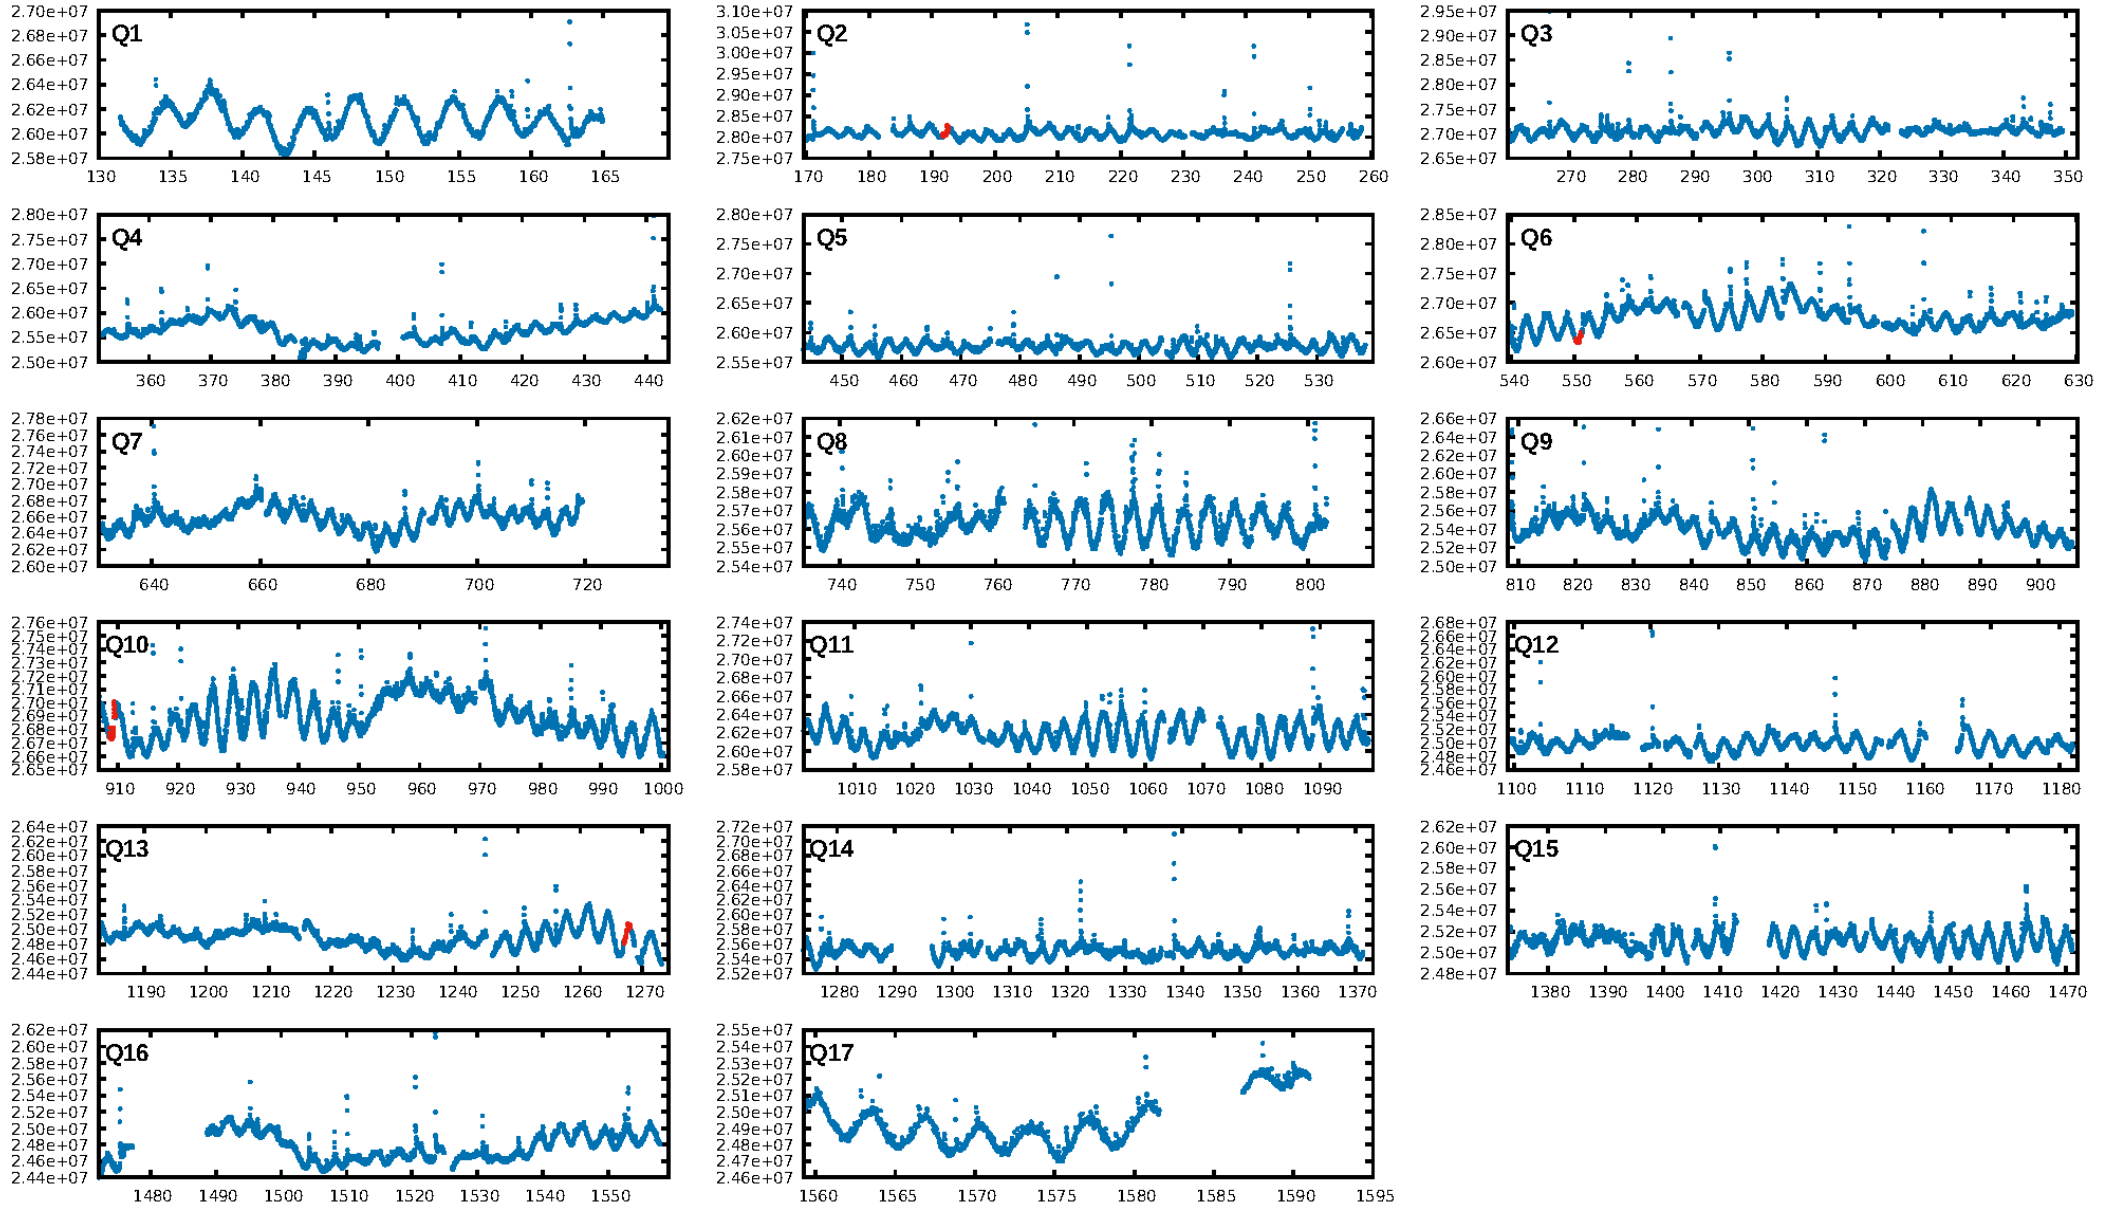 2.70e+07
2.68e+07
2.66e+07
2.64e+07
2.62e+07
2.60e+07
2.58e+07
Q1
130 135 140 145 150 155 160 165
3.10e+07
3.05e+07
3.00e+07
2.95e+07
2.90e+07
2.85e+07
2.80e+07
2.75e+07
Q2
170 180 190 200 210 220 230 240 250 260
2.95e+07
2.90e+07
2.85e+07
2.80e+07
2.75e+07
2.70e+07
2.65e+07
Q3
270 280 290 300 310 320 330 340 350
2.80e+07
2.75e+07
2.70e+07
2.65e+07
2.60e+07
2.55e+07
2.50e+07
Q4
360 370 380 390 400 410 420 430 440
2.80e+07
2.75e+07
2.70e+07
2.65e+07
2.60e+07
2.55e+07
Q5
450 460 470 480 490 500 510 520 530
2.85e+07
2.80e+07
2.75e+07
2.70e+07
2.65e+07
2.60e+07
Q6
540 550 560 570 580 590 600 610 620 630
2.78e+07
2.76e+07
2.74e+07
2.72e+07
2.70e+07
2.68e+07
2.66e+07
2.64e+07
2.62e+07
2.60e+07
Q7
640 660 680 700 720
2.62e+07
2.61e+07
2.60e+07
2.59e+07
2.58e+07
2.57e+07
2.56e+07
2.55e+07
2.54e+07
Q8
740 750 760 770 780 790 800
2.66e+07
2.64e+07
2.62e+07
2.60e+07
2.58e+07
2.56e+07
2.54e+07
2.52e+07
2.50e+07
Q9
810 820 830 840 850 860 870 880 890 900
2.76e+07
2.75e+07
2.74e+07
2.73e+07
2.72e+07
2.71e+07
2.70e+07
2.69e+07
2.68e+07
2.67e+07
2.66e+07
2.65e+07
Q10
910 920 930 940 950 960 970 980 990 1000
2.74e+07
2.72e+07
2.70e+07
2.68e+07
2.66e+07
2.64e+07
2.62e+07
2.60e+07
2.58e+07
Q11
1010 1020 1030 1040 1050 1060 1070 1080 1090
2.68e+07
2.66e+07
2.64e+07
2.62e+07
2.60e+07
2.58e+07
2.56e+07
2.54e+07
2.52e+07
2.50e+07
2.48e+07
2.46e+07
Q12
1100 1110 1120 1130 1140 1150 1160 1170 1180
2.64e+07
2.62e+07
2.60e+07
2.58e+07
2.56e+07
2.54e+07
2.52e+07
2.50e+07
2.48e+07
2.46e+07
2.44e+07
Q13
1190 1200 1210 1220 1230 1240 1250 1260 1270
2.72e+07
2.70e+07
2.68e+07
2.66e+07
2.64e+07
2.62e+07
2.60e+07
2.58e+07
2.56e+07
2.54e+07
2.52e+07
Q14
1280 1290 1300 1310 1320 1330 1340 1350 1360 1370
2.62e+07
2.60e+07
2.58e+07
2.56e+07
2.54e+07
2.52e+07
2.50e+07
2.48e+07
Q15
1380 1390 1400 1410 1420 1430 1440 1450 1460 1470
2.62e+07
2.60e+07
2.58e+07
2.56e+07
2.54e+07
2.52e+07
2.50e+07
2.48e+07
2.46e+07
2.44e+07
Q16
1480 1490 1500 1510 1520 1530 1540 1550
2.55e+07
2.54e+07
2.53e+07
2.52e+07
2.51e+07
2.50e+07
2.49e+07
2.48e+07
2.47e+07
2.46e+07
Q17
1560 1565 1570 1575 1580 1585 1590 1595